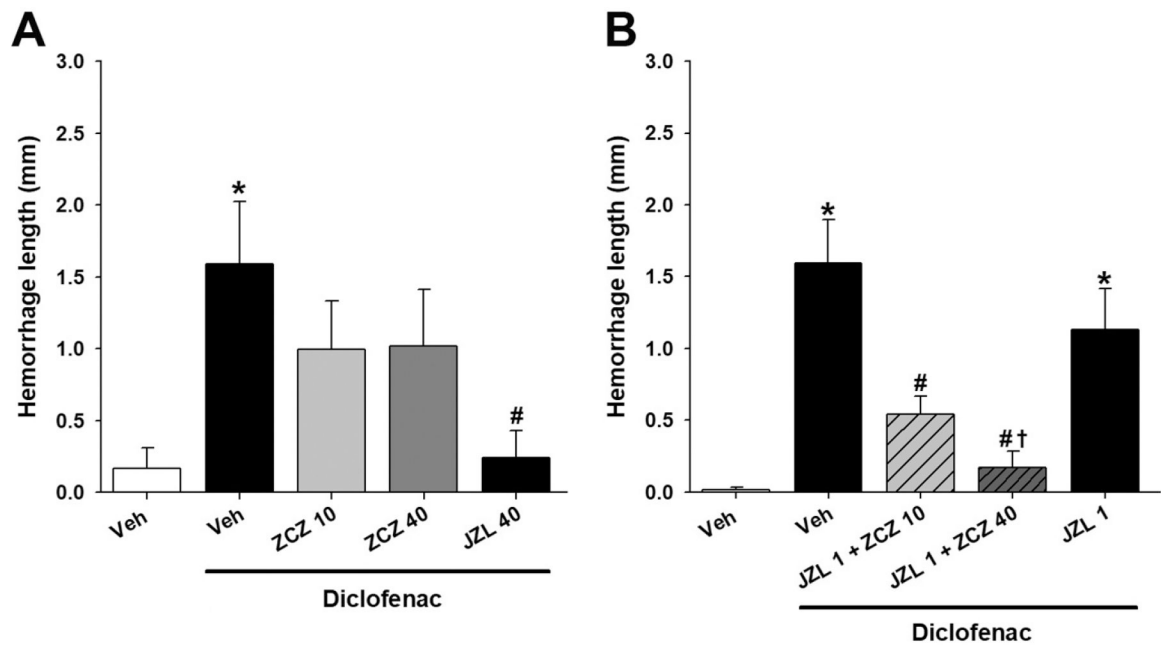 A
Hemorrhage length (mm)
3.0
2.5
2.0
1.5
1.0
0.5
0.0
*
#
Veh
Veh
ZCZ 10
ZCZ 40
JZL 40
Diclofenac
B
Hemorrhage length (mm)
3.0
2.5
2.0
1.5
1.0
0.5
0.0
*
#
#†
*
Veh
Veh
JZL 1 + ZCZ 10
JZL 1 + ZCZ 40
JZL 1
Diclofenac